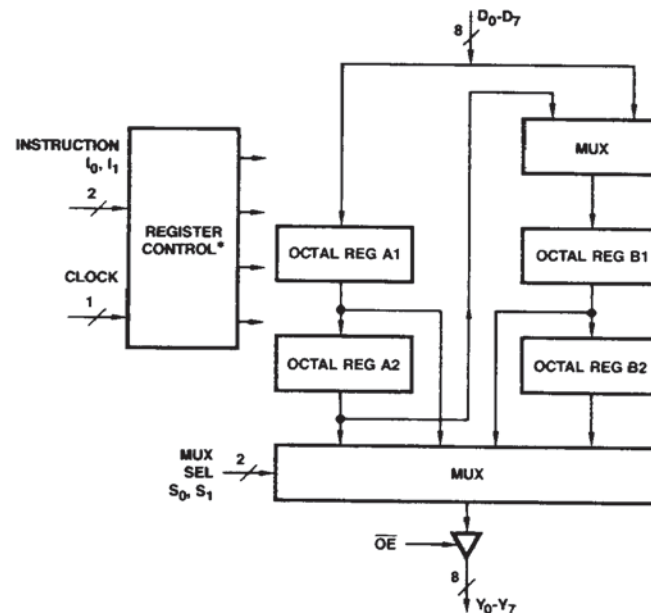 D0-D7
8
INSTRUCTION
I0, I1
2
REGISTER
CONTROL*
CLOCK
1
MUX
OCTAL REG A1
OCTAL REG B1
OCTAL REG A2
OCTAL REG B2
MUX
SEL
S0, S1
2
MUX
OE
8
Y0-Y7